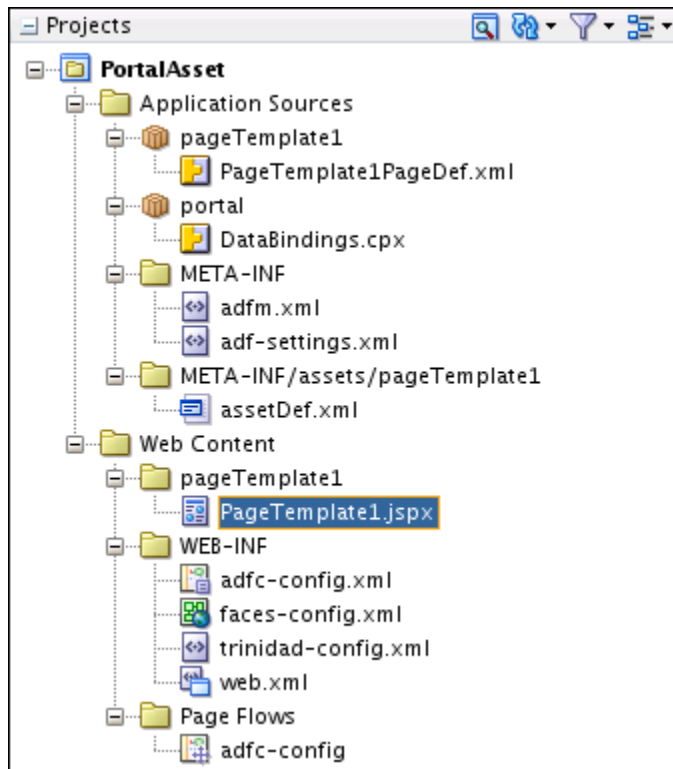 Projects
PortalAsset
Application Sources
pageTemplate1
PageTemplate1PageDef.xml
portal
DataBindings.cpx
META-INF
adfm.xml
adf-settings.xml
META-INF/assets/pageTemplate1
assetDef.xml
Web Content
pageTemplate1
PageTemplate1.jspx
WEB-INF
adfc-config.xml
faces-config.xml
trinidad-config.xml
web.xml
Page Flows
adfc-config